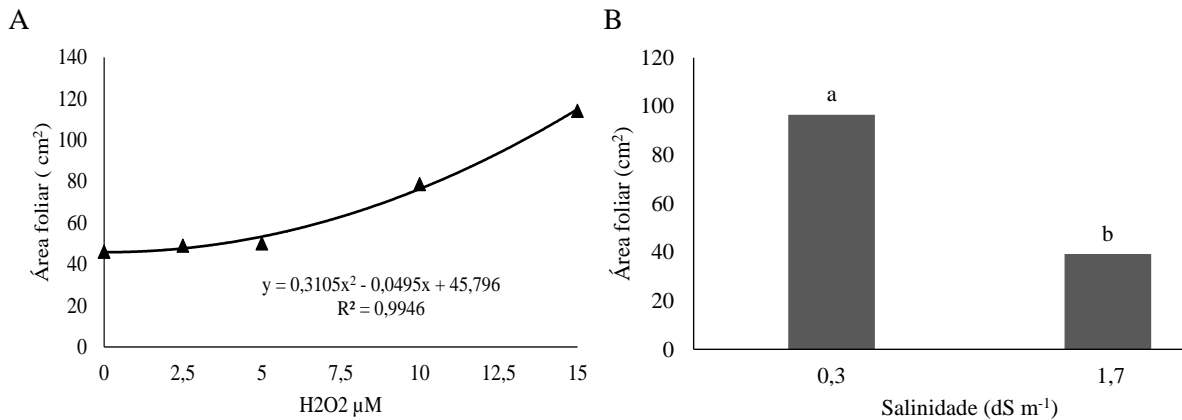 A
140
120
100
80
60
40
20
0
Área foliar ( cm²)
y = 0,3105x² - 0,0495x + 45,796
R² = 0,9946
0 2,5 5 7,5 10 12,5 15
H2O2 µM
B
120
100
80
60
40
20
0
Área foliar (cm²)
a
b
0,3 1,7
Salinidade (dS m⁻¹)